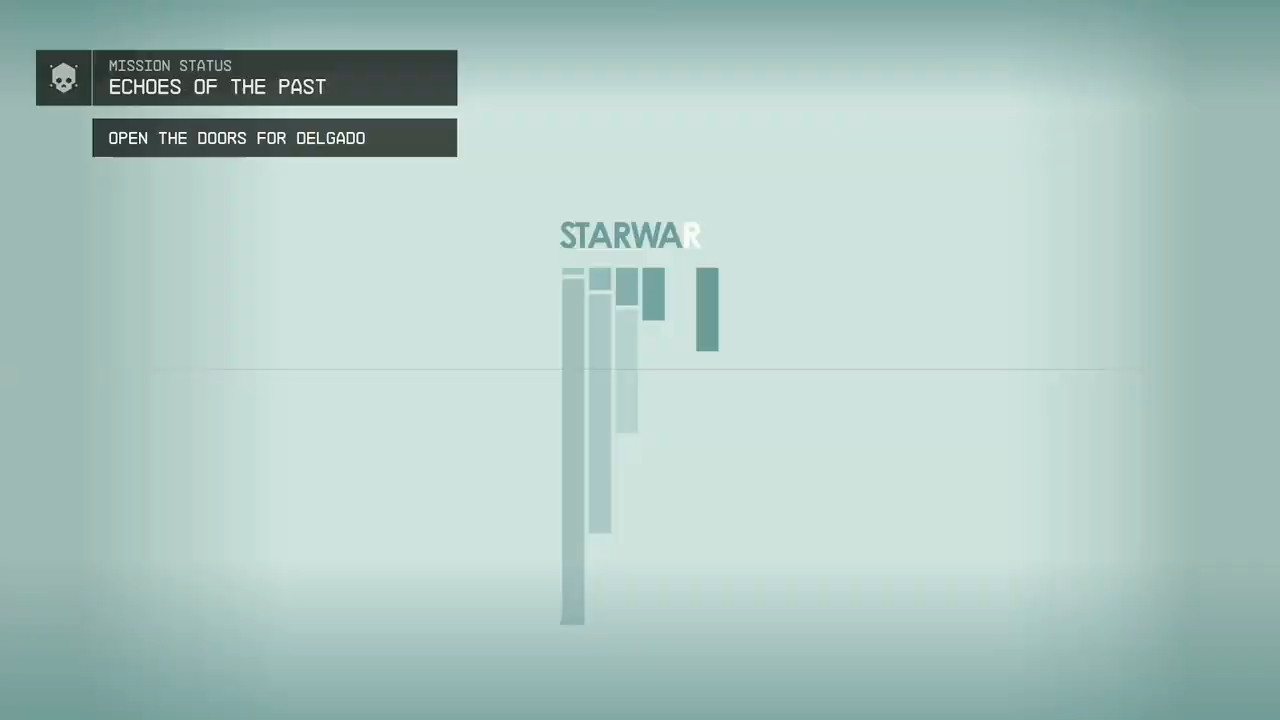 MISSION STATUS
ECHOES OF THE PAST
OPEN THE DOORS FOR DELGADO
STARWAR